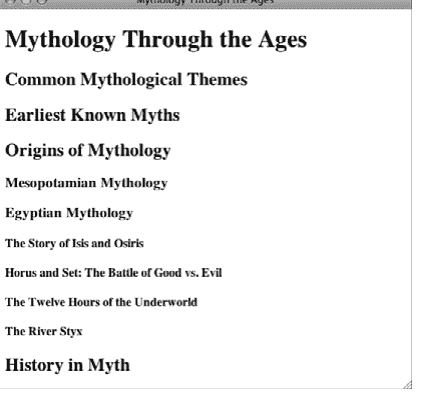 Mythology Through the Ages
Mythology Through the Ages
Common Mythological Themes
Earliest Known Myths
Origins of Mythology
Mesopotamian Mythology
Egyptian Mythology
The Story of Isis and Osiris
Horus and Set: The Battle of Good vs. Evil
The Twelve Hours of the Underworld
The River Styx
History in Myth